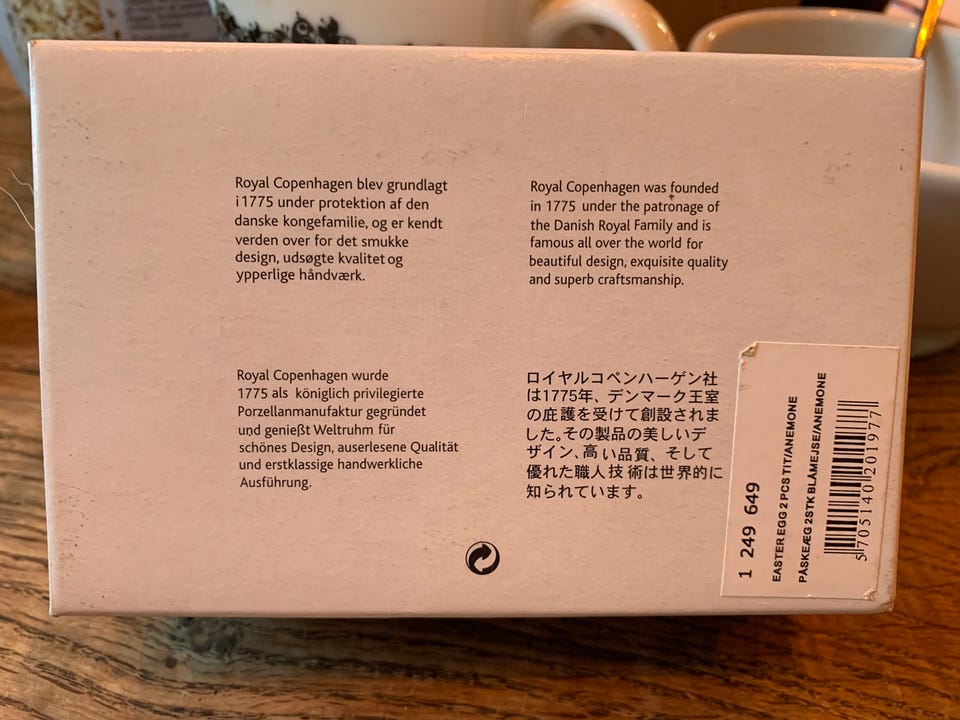 Royal Copenhagen blev grundlagt
i 1775 under protektion af den
danske kongefamilie, og er kendt
verden over for det smukke
design, udsøgte kvalitet og
ypperlige håndværk.
Royal Copenhagen was founded
in 1775 under the patronage of
the Danish Royal Family and is
famous all over the world for
beautiful design, exquisite quality
and superb craftsmanship.
Royal Copenhagen wurde
1775 als königlich privilegierte
Porzellanmanufaktur gegründet
und genießt Weltruhm für
schönes Design, auserlesene Qualität
und erstklassige handwerkliche
Ausführung.
ロイヤルコペンハーゲン社
は1775年、デンマーク王室
の庇護を受けて創設されま
した。その製品の美しいデ
ザイン、高い品質、そして
優れた職人技術は世界的に
知られています。
1 249 649
EASTER EGG 2 PCS TIT/ANEMONE
PÅSKEÆG 2STK BLÅMEJSE/ANEMONE
5 705140 201977